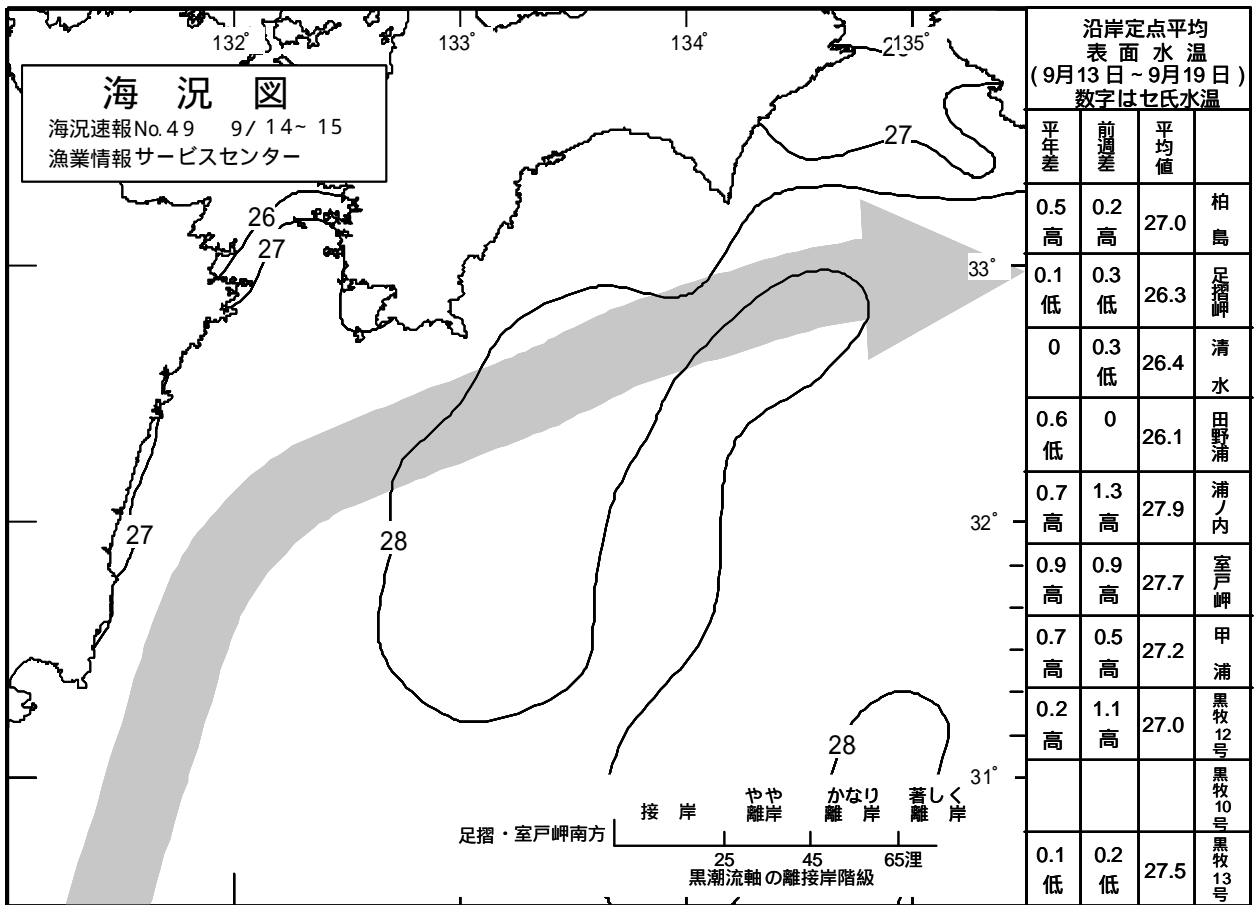 132° 133° 134° 135°
海 況 図
海況速報No.49 9/14~15
漁業情報サービスセンター
27
26
27
33°
27
28
32°
28
31°
接 岸 やや離岸 かなり離岸 著しく離岸
足摺・室戸岬南方
25 45 65浬
黒潮流軸の離接岸階級
沿岸定点平均
表面水温
(9月13日~9月19日)
数字はセ氏水温
平年差 前週差 平均値
0.5高 0.2高 27.0 柏島
0.1低 0.3低 26.3 足摺岬
0 0.3低 26.4 清水
0.6低 0 26.1 田野浦
0.7高 1.3高 27.9 浦ノ内
0.9高 0.9高 27.7 室戸岬
0.7高 0.5高 27.2 甲浦
0.2高 1.1高 27.0 黒牧12号
黒牧10号
0.1低 0.2低 27.5 黒牧13号